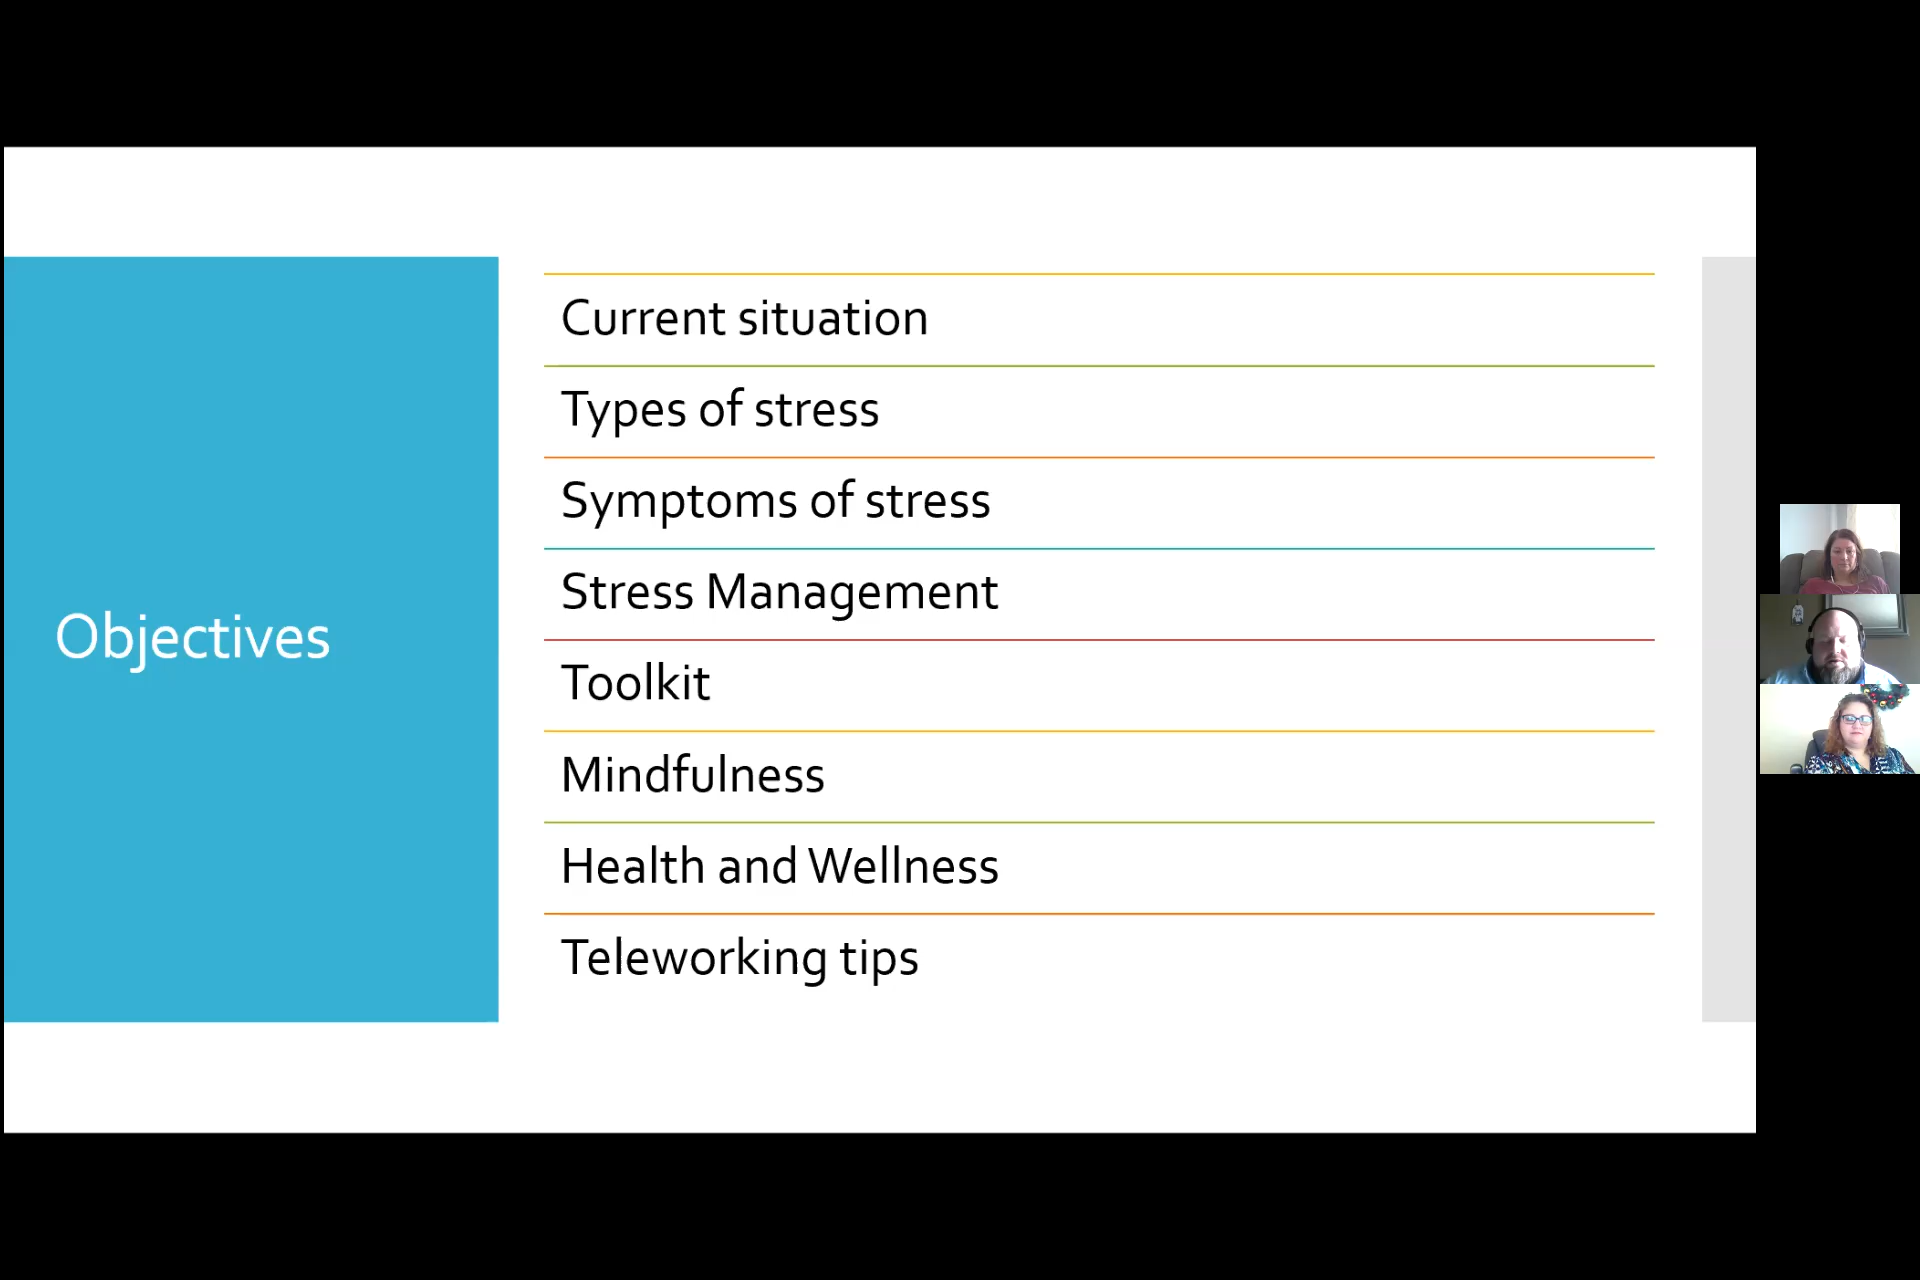 Objectives
Current situation
Types of stress
Symptoms of stress
Stress Management
Toolkit
Mindfulness
Health and Wellness
Teleworking tips